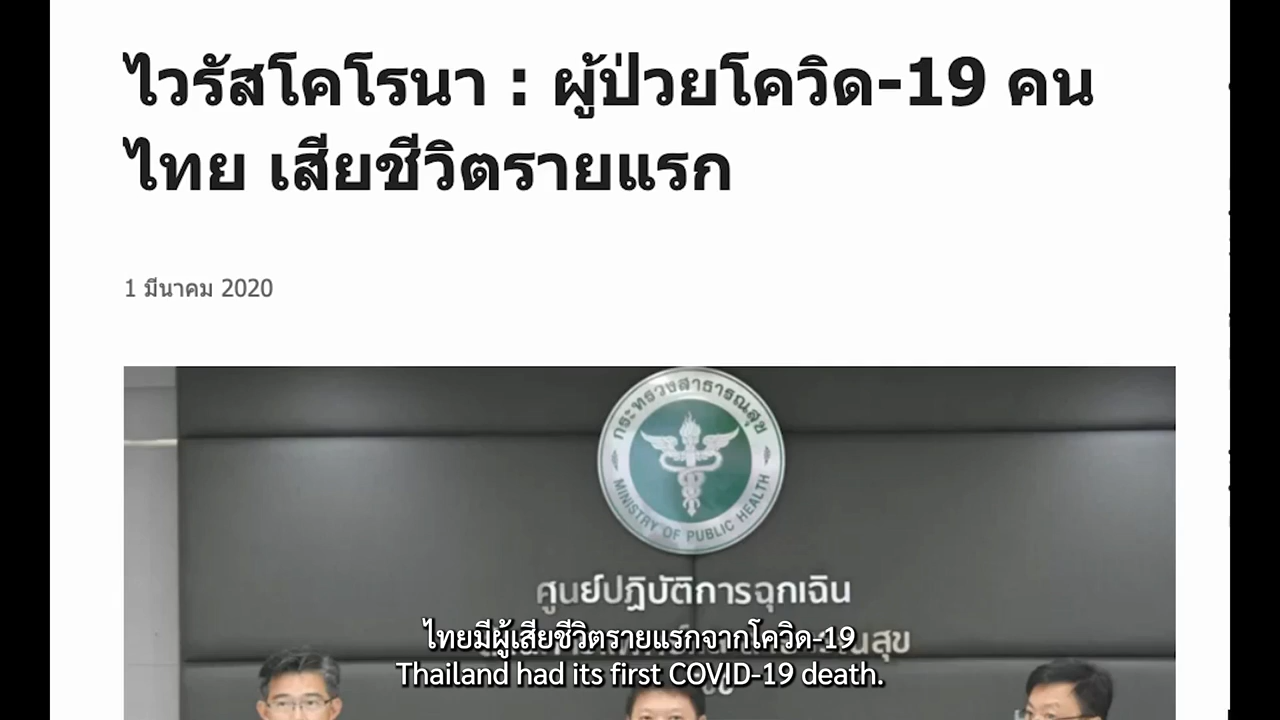 ไวรัสโคโรนา : ผู้ป่วยโควิด-19 คน
ไทย เสียชีวิตรายแรก
1 มีนาคม 2020
กระทรวงสาธารณสุข
MINISTRY OF PUBLIC HEALTH
ศูนย์ปฏิบัติการฉุกเฉิน
ไทยมีผู้เสียชีวิตรายแรกจากโควิด-19
Thailand had its first COVID-19 death.